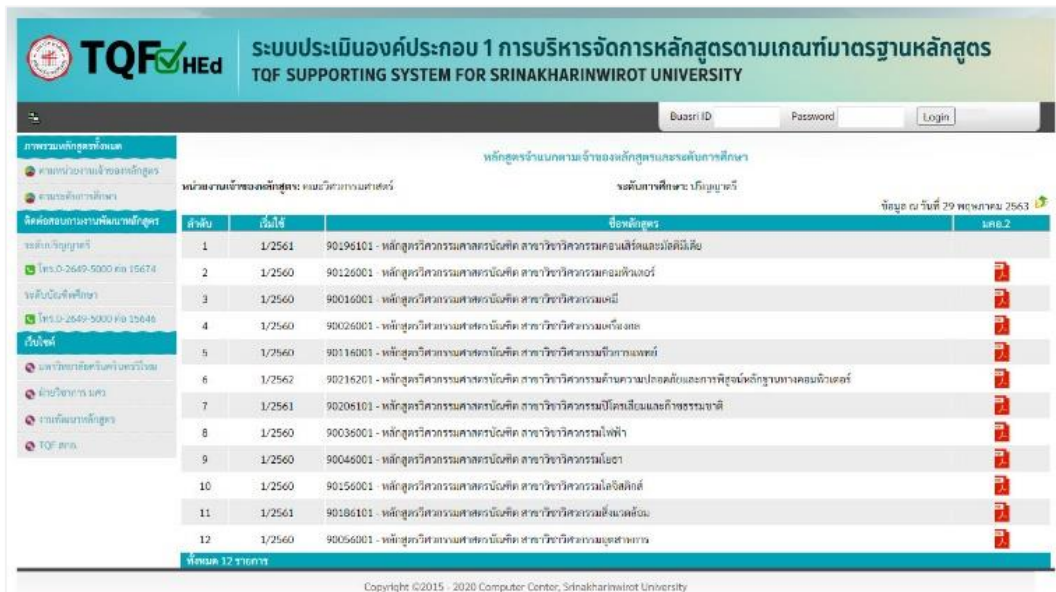 TQF HEd
ระบบประเมินองค์ประกอบ 1 การบริหารจัดการหลักสูตรตามเกณฑ์มาตรฐานหลักสูตร
TQF SUPPORTING SYSTEM FOR SRINAKHARINWIROT UNIVERSITY
Buasri ID Password Login
ภาพรวมหลักสูตรทั้งหมด
ตามหน่วยงานเจ้าของหลักสูตร
ตามระดับการศึกษา
ติดต่อสอบถามงานพัฒนาหลักสูตร
ระดับปริญญาตรี
โทร.0-2649-5000 ต่อ 15674
ระดับบัณฑิตศึกษา
โทร.0-2649-5000 ต่อ 15646
เว็บไซต์
มหาวิทยาลัยศรีนครินทรวิโรฒ
ฝ่ายวิชาการ มศว
งานพัฒนาหลักสูตร
TQF สกอ.
หลักสูตรจำแนกตามเจ้าของหลักสูตรและระดับการศึกษา
หน่วยงานเจ้าของหลักสูตร: คณะวิศวกรรมศาสตร์ ระดับการศึกษา: ปริญญาตรี
ข้อมูล ณ วันที่ 29 พฤษภาคม 2563
ลำดับ เริ่มใช้ ชื่อหลักสูตร มคอ.2
1 1/2561 90196101 - หลักสูตรวิศวกรรมศาสตรบัณฑิต สาขาวิชาวิศวกรรมคอนเสิร์ตและมัลติมีเดีย
2 1/2560 90126001 - หลักสูตรวิศวกรรมศาสตรบัณฑิต สาขาวิชาวิศวกรรมคอมพิวเตอร์
3 1/2560 90016001 - หลักสูตรวิศวกรรมศาสตรบัณฑิต สาขาวิชาวิศวกรรมเคมี
4 1/2560 90026001 - หลักสูตรวิศวกรรมศาสตรบัณฑิต สาขาวิชาวิศวกรรมเครื่องกล
5 1/2560 90116001 - หลักสูตรวิศวกรรมศาสตรบัณฑิต สาขาวิชาวิศวกรรมชีวการแพทย์
6 1/2562 90216201 - หลักสูตรวิศวกรรมศาสตรบัณฑิต สาขาวิชาวิศวกรรมด้านความปลอดภัยและการพิสูจน์หลักฐานทางคอมพิวเตอร์
7 1/2561 90206101 - หลักสูตรวิศวกรรมศาสตรบัณฑิต สาขาวิชาวิศวกรรมปิโตรเลียมและก๊าซธรรมชาติ
8 1/2560 90036001 - หลักสูตรวิศวกรรมศาสตรบัณฑิต สาขาวิชาวิศวกรรมไฟฟ้า
9 1/2560 90046001 - หลักสูตรวิศวกรรมศาสตรบัณฑิต สาขาวิชาวิศวกรรมโยธา
10 1/2560 90156001 - หลักสูตรวิศวกรรมศาสตรบัณฑิต สาขาวิชาวิศวกรรมโลจิสติกส์
11 1/2561 90186101 - หลักสูตรวิศวกรรมศาสตรบัณฑิต สาขาวิชาวิศวกรรมสิ่งแวดล้อม
12 1/2560 90056001 - หลักสูตรวิศวกรรมศาสตรบัณฑิต สาขาวิชาวิศวกรรมอุตสาหการ
ทั้งหมด 12 รายการ
Copyright ©2015 - 2020 Computer Center, Srinakharinwirot University